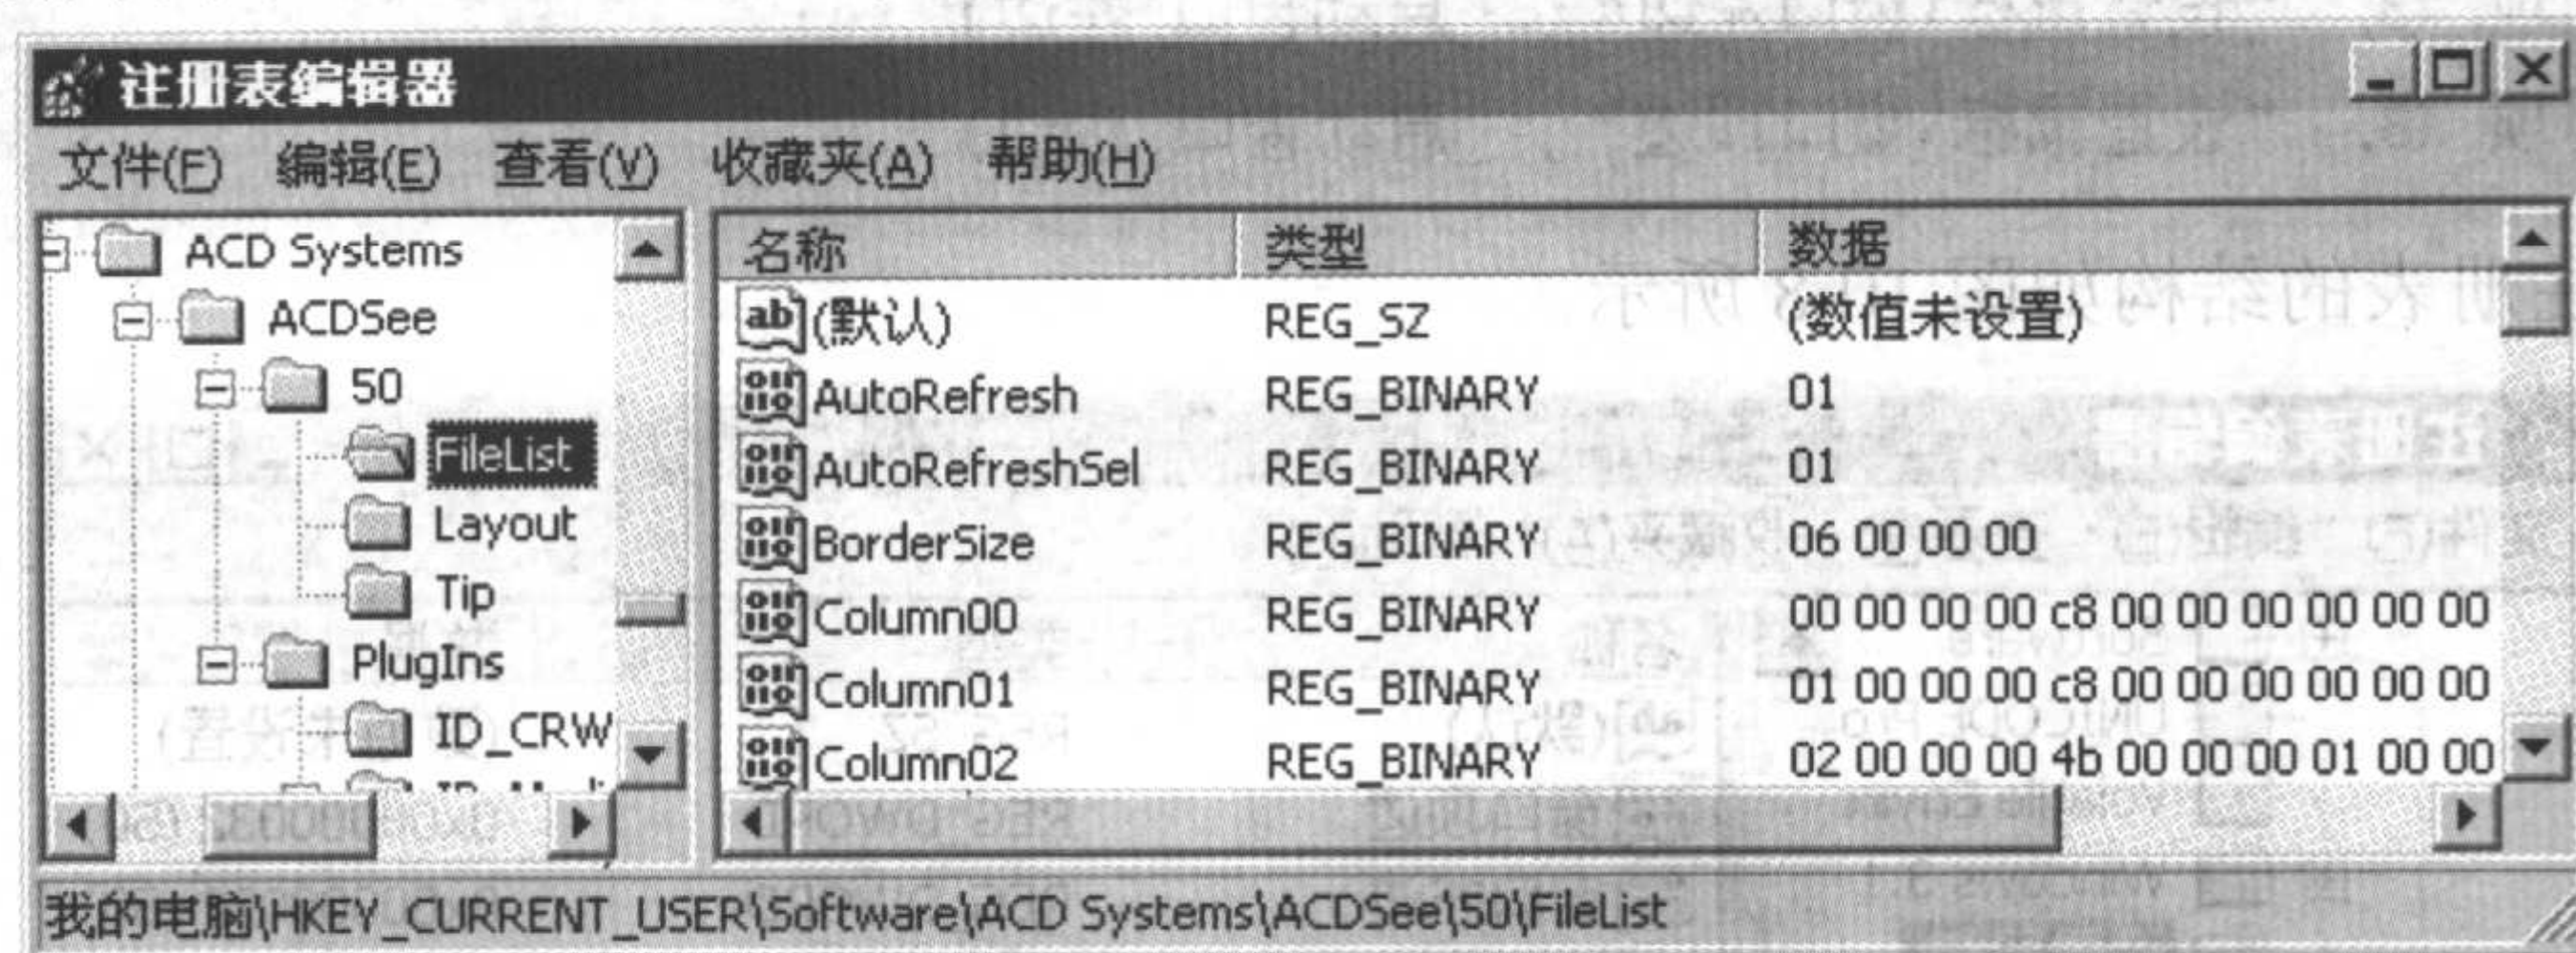 注册表编辑器
文件(F) 编辑(E) 查看(V) 收藏夹(A) 帮助(H)
ACD Systems
ACDSee
50
FileList
Layout
Tip
PlugIns
ID_CRW
名称 类型 数据
(默认) REG_SZ (数值未设置)
AutoRefresh REG_BINARY 01
AutoRefreshSel REG_BINARY 01
BorderSize REG_BINARY 06 00 00 00
Column00 REG_BINARY 00 00 00 00 c8 00 00 00 00 00 00
Column01 REG_BINARY 01 00 00 00 c8 00 00 00 00 00 00
Column02 REG_BINARY 02 00 00 00 4b 00 00 00 01 00 00
我的电脑\HKEY_CURRENT_USER\Software\ACD Systems\ACDSee\50\FileList